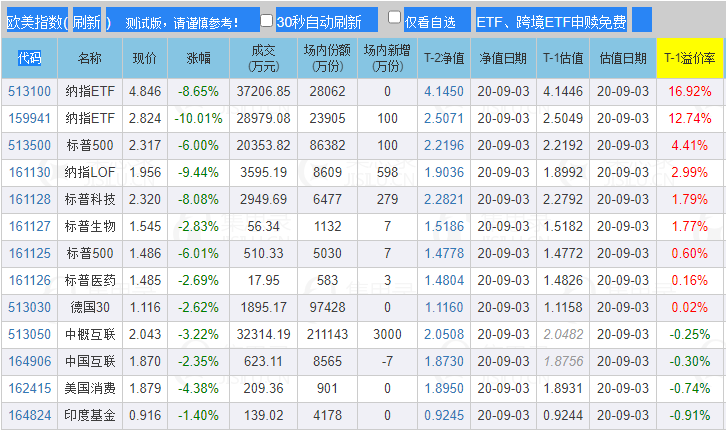 欧美指数( 刷新 ) 测试版，请谨慎参考！ 30秒自动刷新 仅看自选 ETF、跨境ETF申赎免费
代码 名称 现价 涨幅 成交(万元) 场内份额(万份) 场内新增(万份) T-2净值 净值日期 T-1估值 估值日期 T-1溢价率
513100 纳指ETF 4.846 -8.65% 37206.85 28062 0 4.1450 20-09-03 4.1446 20-09-03 16.92%
159941 纳指ETF 2.824 -10.01% 28979.08 23905 100 2.5071 20-09-03 2.5049 20-09-03 12.74%
513500 标普500 2.317 -6.00% 20353.82 86382 100 2.2196 20-09-03 2.2192 20-09-03 4.41%
161130 纳指LOF 1.956 -9.44% 3595.19 8609 598 1.9036 20-09-03 1.8992 20-09-03 2.99%
161128 标普科技 2.320 -8.08% 2949.69 6477 279 2.2821 20-09-03 2.2792 20-09-03 1.79%
161127 标普生物 1.545 -2.83% 56.34 1132 7 1.5186 20-09-03 1.5182 20-09-03 1.77%
161125 标普500 1.486 -6.01% 510.33 5030 7 1.4778 20-09-03 1.4772 20-09-03 0.60%
161126 标普医药 1.485 -2.69% 17.95 583 3 1.4804 20-09-03 1.4826 20-09-03 0.16%
513030 德国30 1.116 -2.62% 1895.17 97428 0 1.1160 20-09-03 1.1158 20-09-03 0.02%
513050 中概互联 2.043 -3.22% 32314.19 211143 3000 2.0508 20-09-03 2.0482 20-09-03 -0.25%
164906 中国互联 1.870 -2.35% 623.11 8565 -7 1.8730 20-09-03 1.8756 20-09-03 -0.30%
162415 美国消费 1.879 -4.38% 209.36 901 0 1.8950 20-09-03 1.8931 20-09-03 -0.74%
164824 印度基金 0.916 -1.40% 139.02 4178 0 0.9245 20-09-03 0.9244 20-09-03 -0.91%